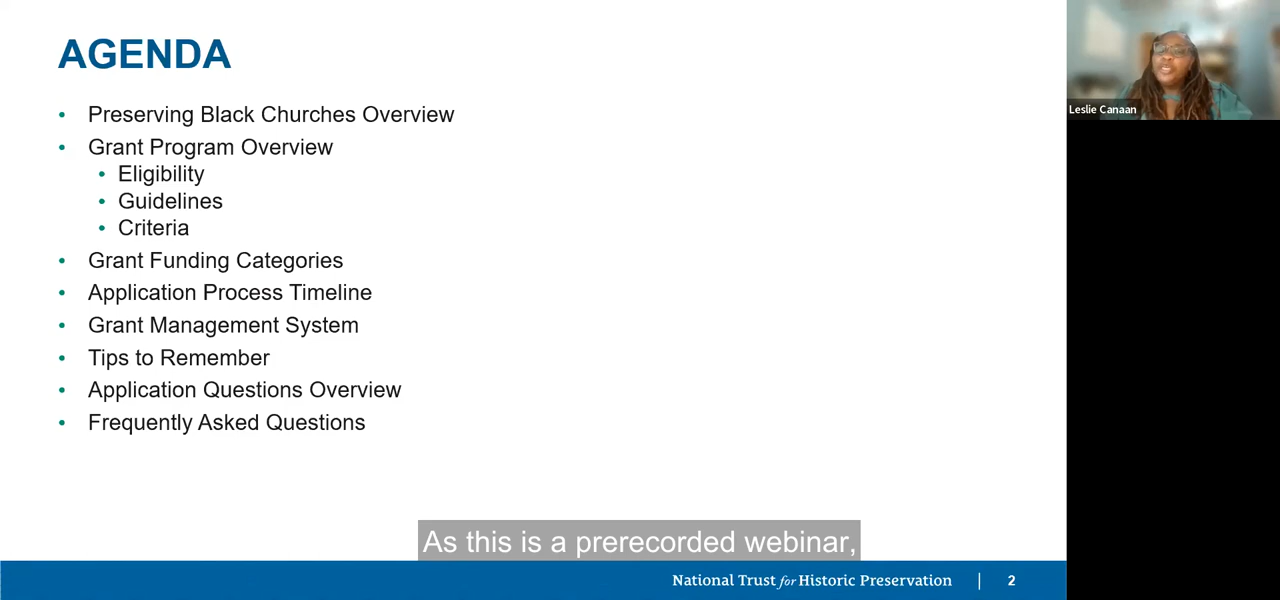 AGENDA
• Preserving Black Churches Overview
• Grant Program Overview
• Eligibility
• Guidelines
• Criteria
• Grant Funding Categories
• Application Process Timeline
• Grant Management System
• Tips to Remember
• Application Questions Overview
• Frequently Asked Questions
Leslie Canaan
As this is a prerecorded webinar,
National Trust for Historic Preservation | 2